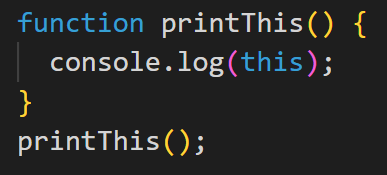 function printThis() {
  console.log(this);
}
printThis();